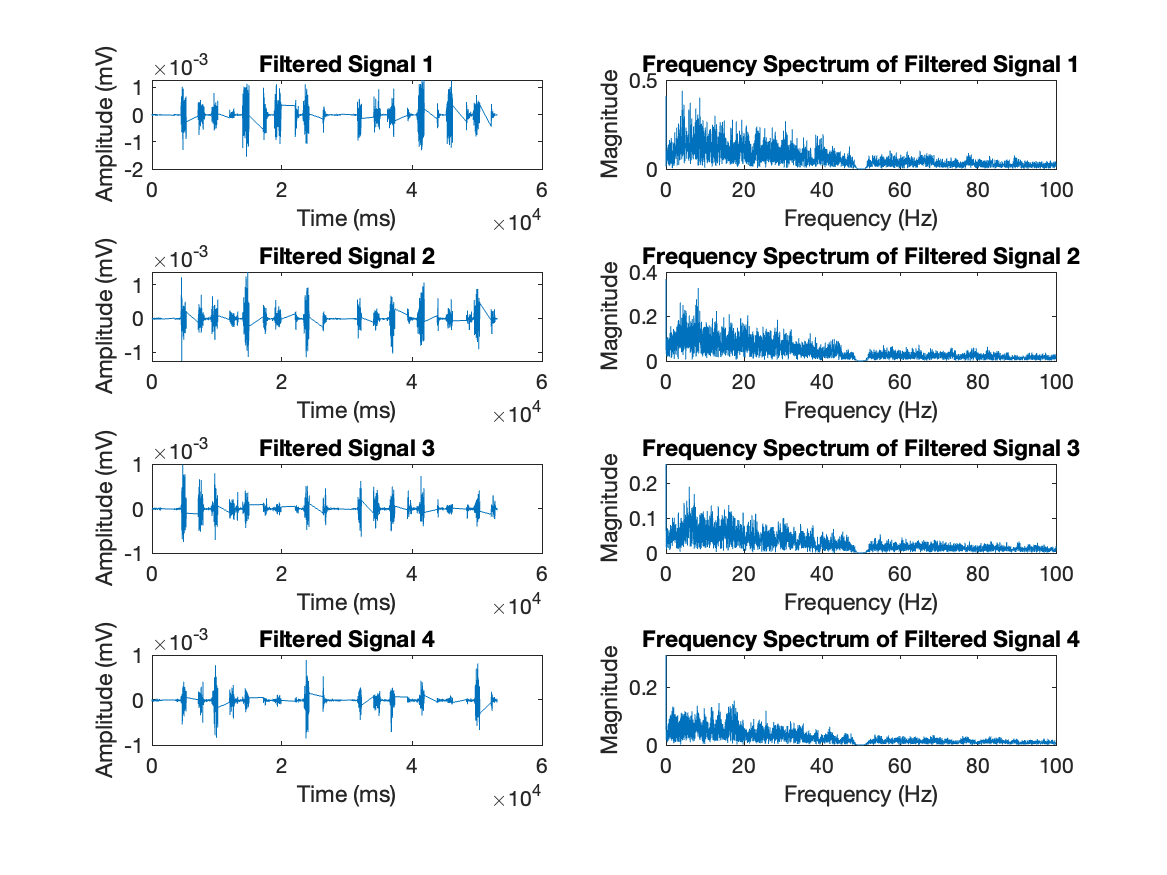 ×10-3
Filtered Signal 1
Amplitude (mV)
1
0
-1
-2
0 2 4 6
Time (ms)
×104
Frequency Spectrum of Filtered Signal 1
Magnitude
0.5
0
0 20 40 60 80 100
Frequency (Hz)
×10-3
Filtered Signal 2
Amplitude (mV)
1
0
-1
0 2 4 6
Time (ms)
×104
Frequency Spectrum of Filtered Signal 2
Magnitude
0.4
0.2
0
0 20 40 60 80 100
Frequency (Hz)
×10-3
Filtered Signal 3
Amplitude (mV)
1
0
-1
0 2 4 6
Time (ms)
×104
Frequency Spectrum of Filtered Signal 3
Magnitude
0.2
0.1
0
0 20 40 60 80 100
Frequency (Hz)
×10-3
Filtered Signal 4
Amplitude (mV)
1
0
-1
0 2 4 6
Time (ms)
×104
Frequency Spectrum of Filtered Signal 4
Magnitude
0.2
0
0 20 40 60 80 100
Frequency (Hz)